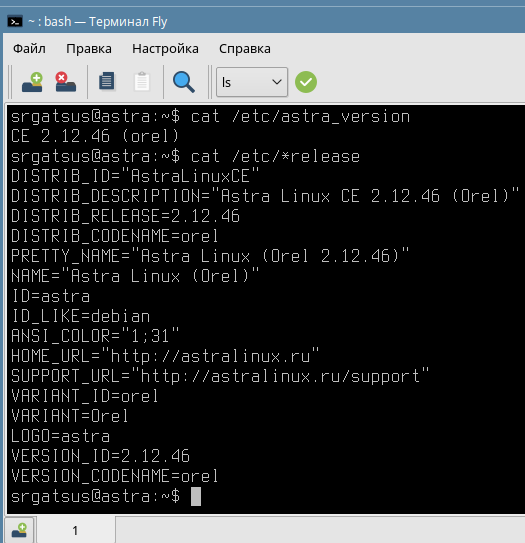 ~ : bash — Терминал Fly
Файл Правка Настройка Справка
ls
srgatsus@astra:~$ cat /etc/astra_version
CE 2.12.46 (orel)
srgatsus@astra:~$ cat /etc/*release
DISTRIB_ID="AstraLinuxCE"
DISTRIB_DESCRIPTION="Astra Linux CE 2.12.46 (Orel)"
DISTRIB_RELEASE=2.12.46
DISTRIB_CODENAME=orel
PRETTY_NAME="Astra Linux (Orel 2.12.46)"
NAME="Astra Linux (Orel)"
ID=astra
ID_LIKE=debian
ANSI_COLOR="1;31"
HOME_URL="http://astralinux.ru"
SUPPORT_URL="http://astralinux.ru/support"
VARIANT_ID=orel
VARIANT=Orel
LOGO=astra
VERSION_ID=2.12.46
VERSION_CODENAME=orel
srgatsus@astra:~$
1